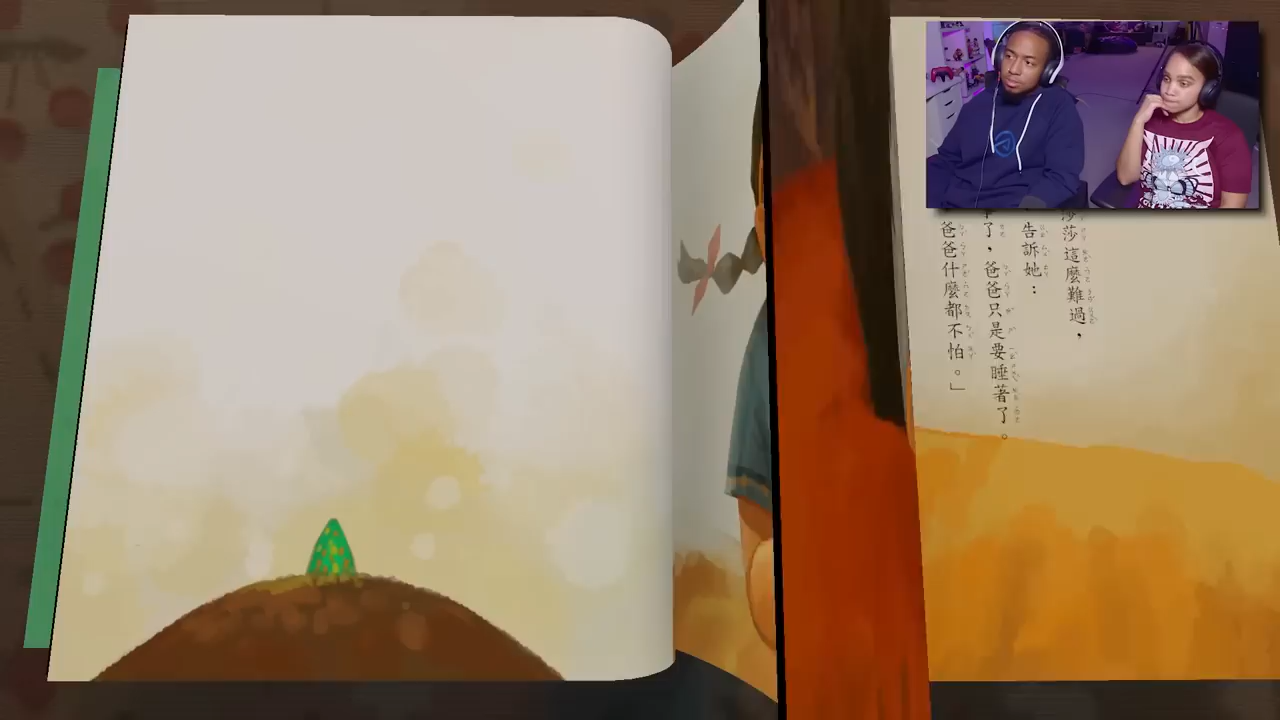 莎這麼難過，
告訴她：
了，爸爸只是要睡著了。
爸爸什麼都不怕。」